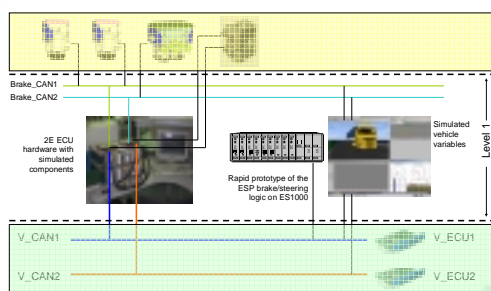 Brake_CAN1
Brake_CAN2
2E ECU
hardware with
simulated
components
Rapid prototype of the
ESP brake/steering
logic on ES1000
Simulated
vehicle
variables
Level 1
V_CAN1
V_ECU1
V_CAN2
V_ECU2